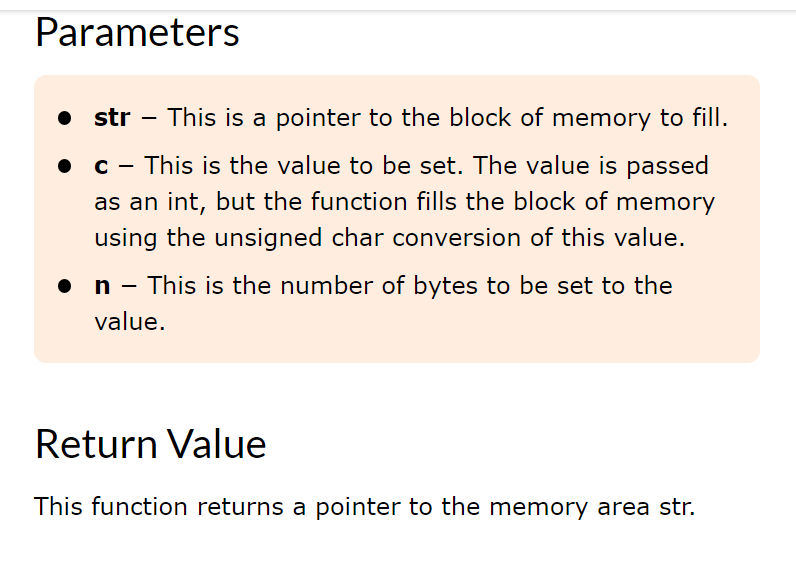 Parameters
● str − This is a pointer to the block of memory to fill.
● c − This is the value to be set. The value is passed
as an int, but the function fills the block of memory
using the unsigned char conversion of this value.
● n − This is the number of bytes to be set to the
value.
Return Value
This function returns a pointer to the memory area str.